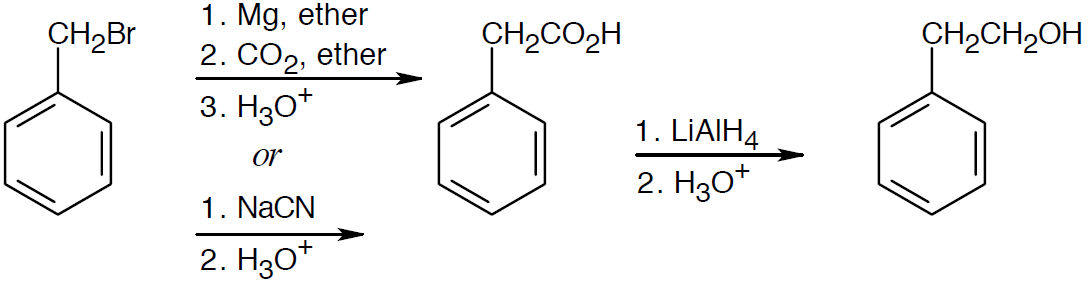 CH₂Br
1. Mg, ether
2. CO₂, ether
3. H₃O⁺
or
1. NaCN
2. H₃O⁺
CH₂CO₂H
1. LiAlH₄
2. H₃O⁺
CH₂CH₂OH